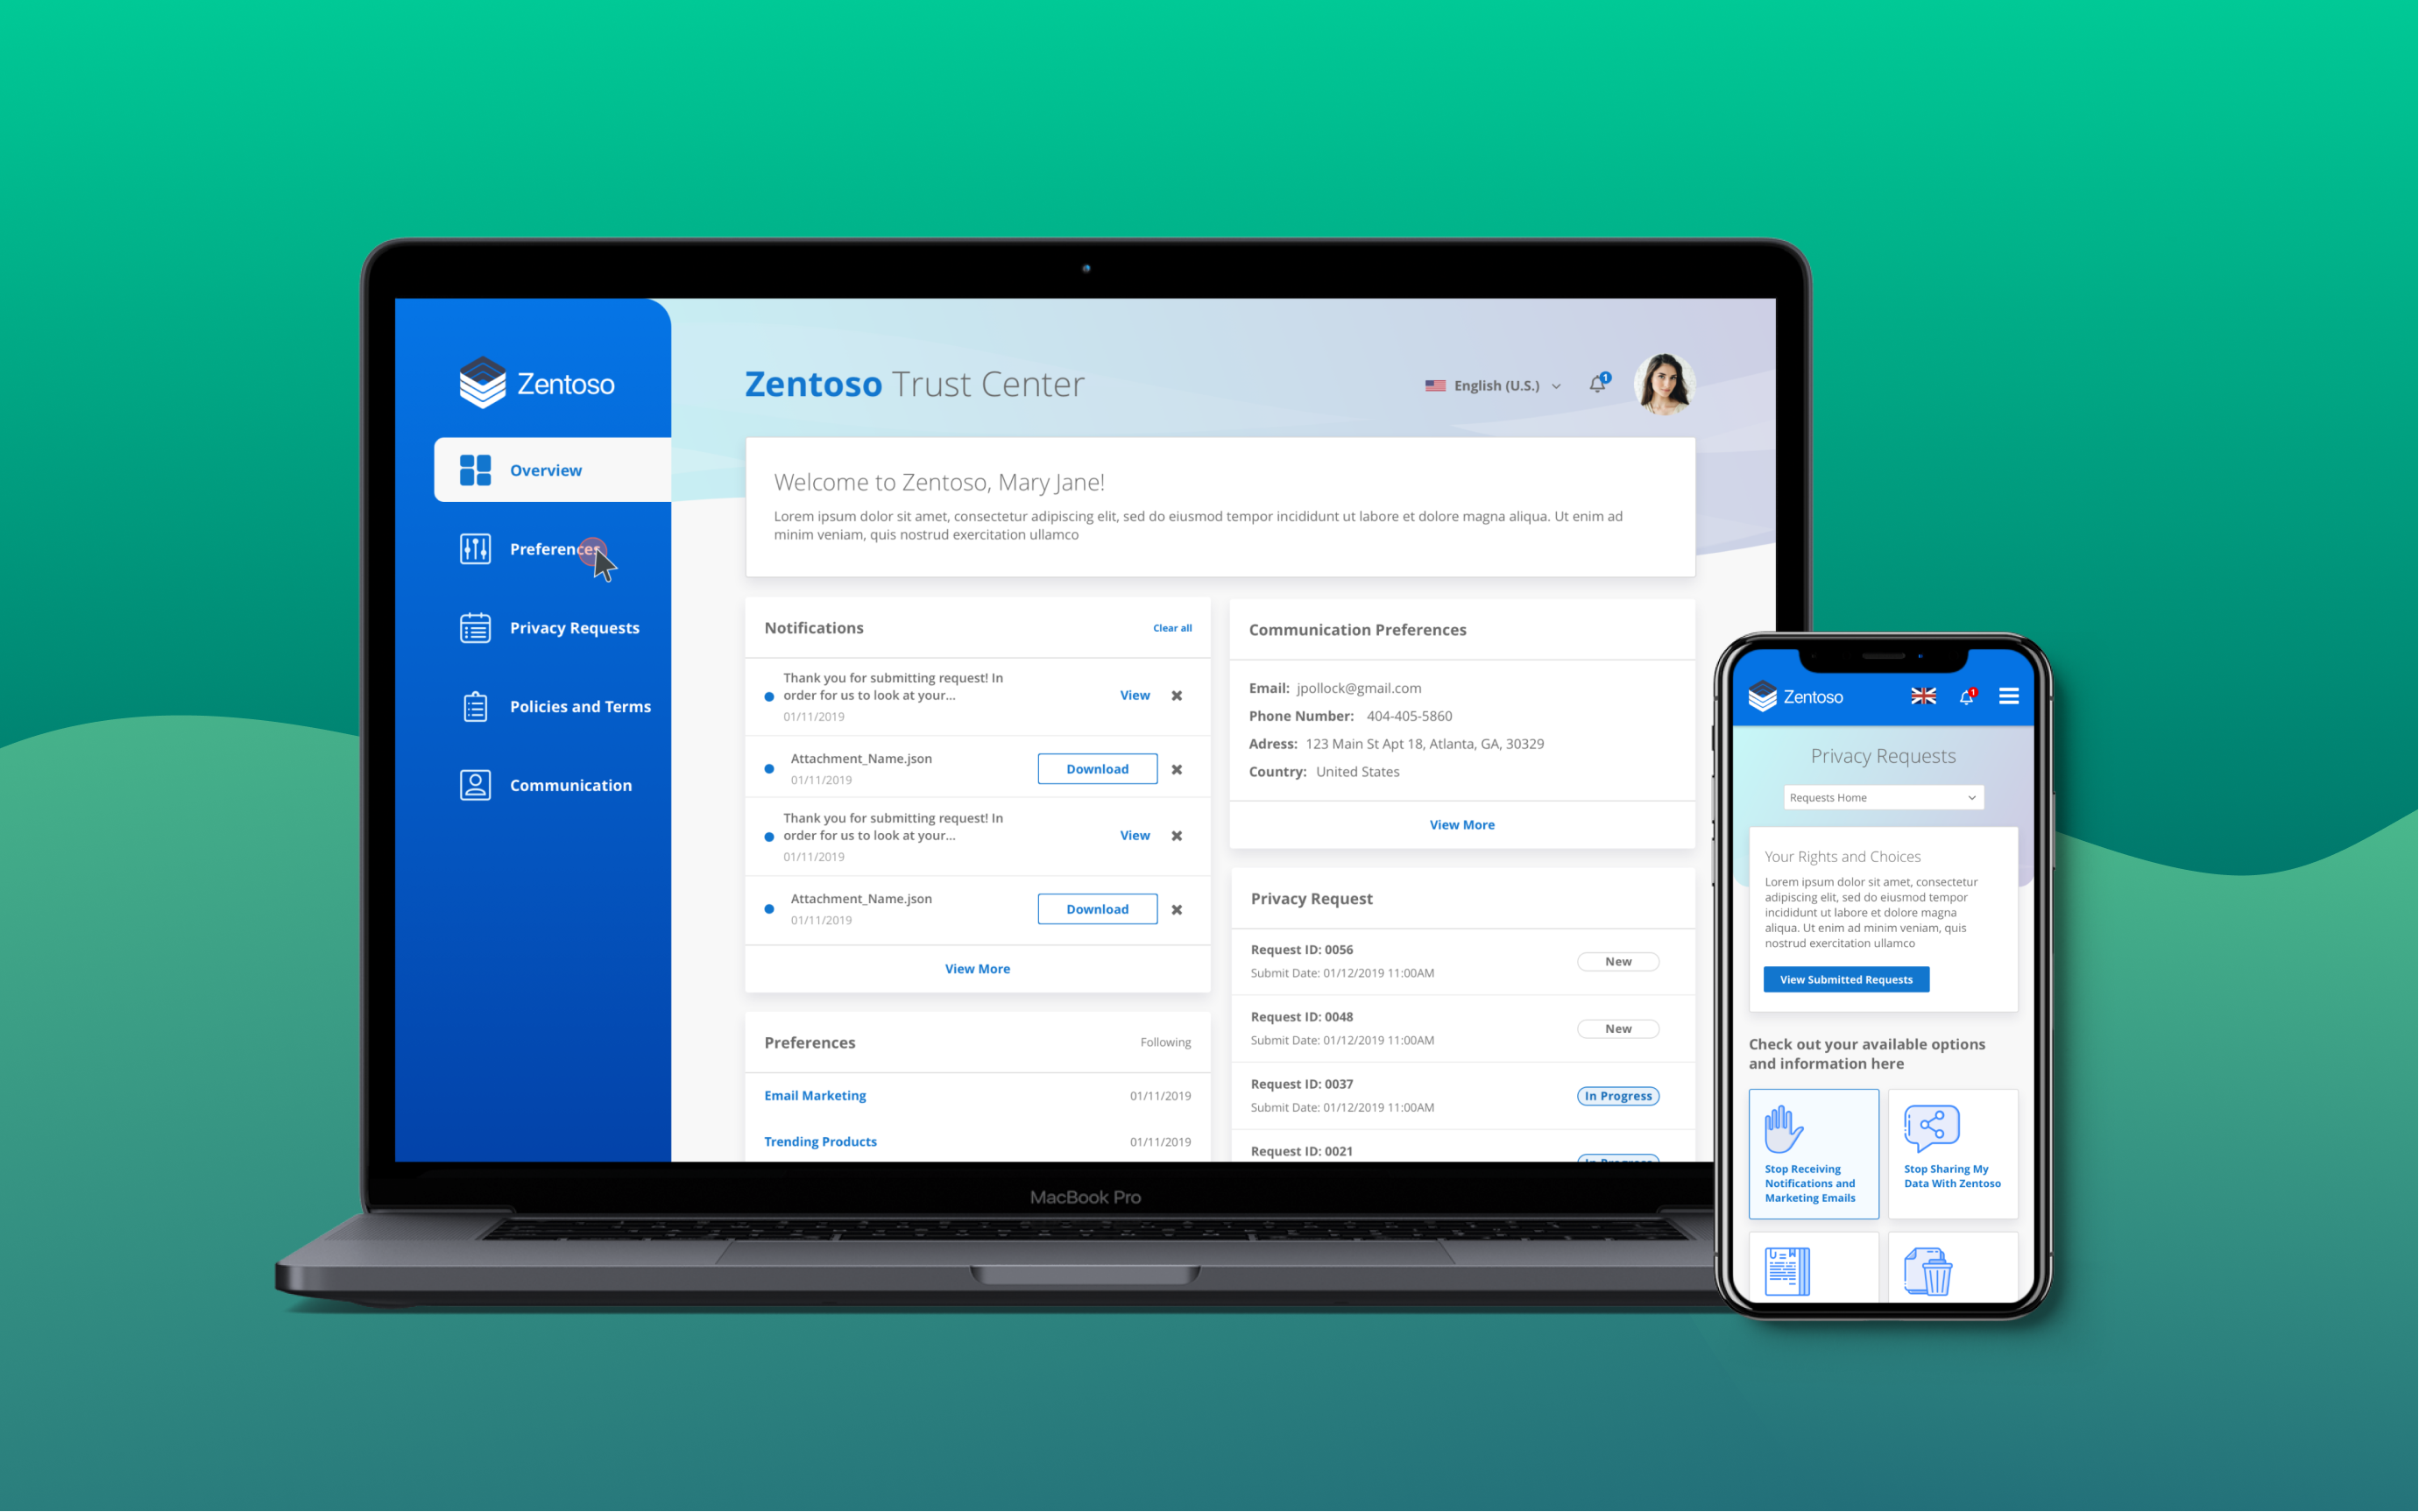 Zentoso
Overview
Preferences
Privacy Requests
Policies and Terms
Communication
Zentoso Trust Center
English (U.S.)
1
Welcome to Zentoso, Mary Jane!
Lorem ipsum dolor sit amet, consectetur adipiscing elit, sed do eiusmod tempor incididunt ut labore et dolore magna aliqua. Ut enim ad
minim veniam, quis nostrud exercitation ullamco
Notifications
Clear all
Thank you for submitting request! In
order for us to look at your...
01/11/2019
View
Attachment_Name.json
01/11/2019
Download
Thank you for submitting request! In
order for us to look at your...
01/11/2019
View
Attachment_Name.json
01/11/2019
Download
View More
Preferences
Following
Email Marketing
01/11/2019
Trending Products
01/11/2019
Communication Preferences
Email: jpollock@gmail.com
Phone Number: 404-405-5860
Adress: 123 Main St Apt 18, Atlanta, GA, 30329
Country: United States
View More
Privacy Request
Request ID: 0056
Submit Date: 01/12/2019 11:00AM
New
Request ID: 0048
Submit Date: 01/12/2019 11:00AM
New
Request ID: 0037
Submit Date: 01/12/2019 11:00AM
In Progress
Request ID: 0021
In Progress
MacBook Pro
Zentoso
1
Privacy Requests
Requests Home
Your Rights and Choices
Lorem ipsum dolor sit amet, consectetur
adipiscing elit, sed do eiusmod tempor
incididunt ut labore et dolore magna
aliqua. Ut enim ad minim veniam, quis
nostrud exercitation ullamco
View Submitted Requests
Check out your available options
and information here
Stop Receiving
Notifications and
Marketing Emails
Stop Sharing My
Data With Zentoso